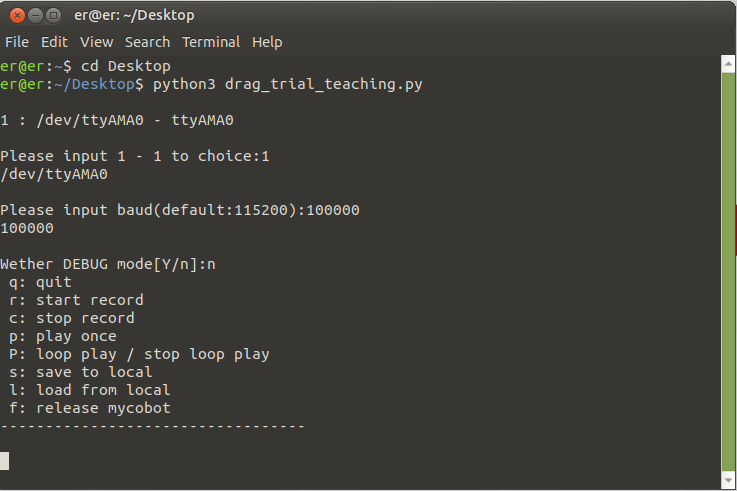 er@er: ~/Desktop
File Edit View Search Terminal Help
er@er:~$ cd Desktop
er@er:~/Desktop$ python3 drag_trial_teaching.py
1 : /dev/ttyAMA0 - ttyAMA0
Please input 1 - 1 to choice:1
/dev/ttyAMA0
Please input baud(default:115200):100000
100000
Wether DEBUG mode[Y/n]:n
q: quit
r: start record
c: stop record
p: play once
P: loop play / stop loop play
s: save to local
l: load from local
f: release mycobot
----------------------------------